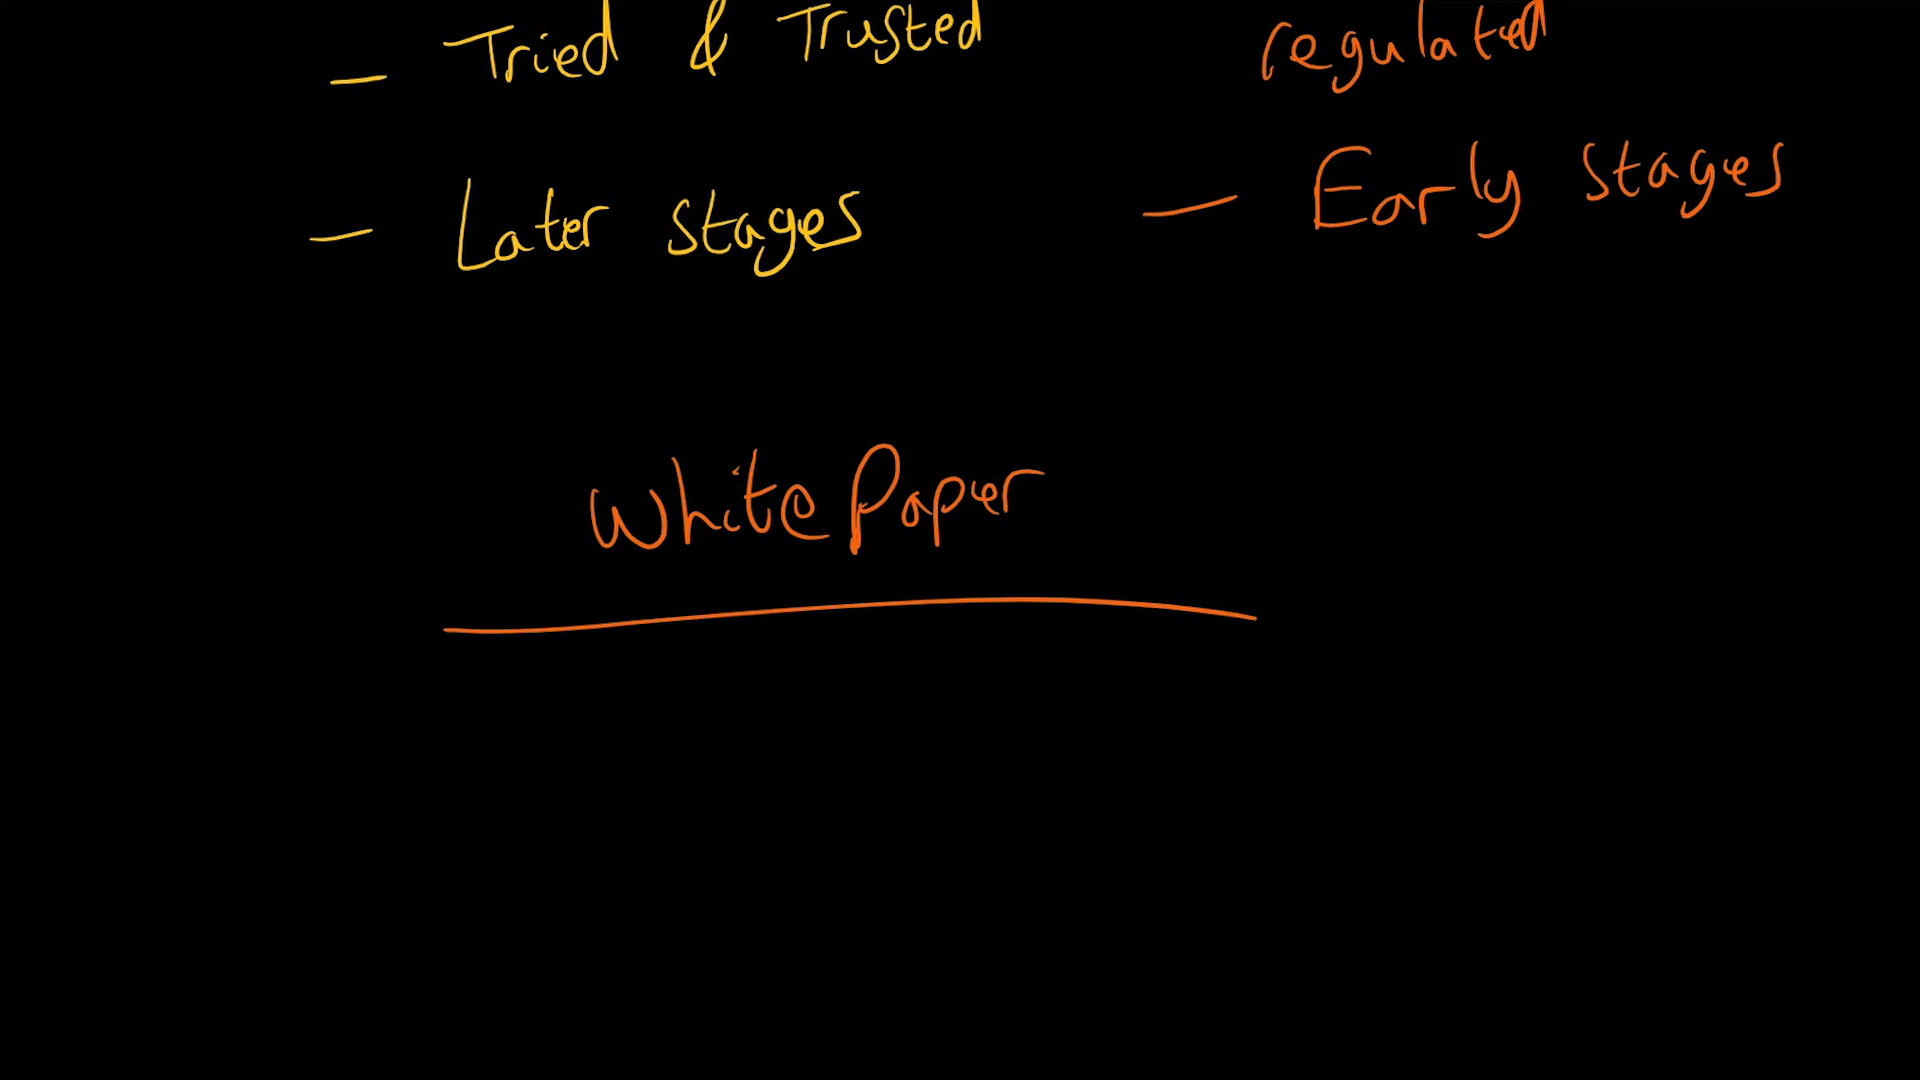 - Tried & Trusted
- Later stages
regulated
- Early stages
White Paper